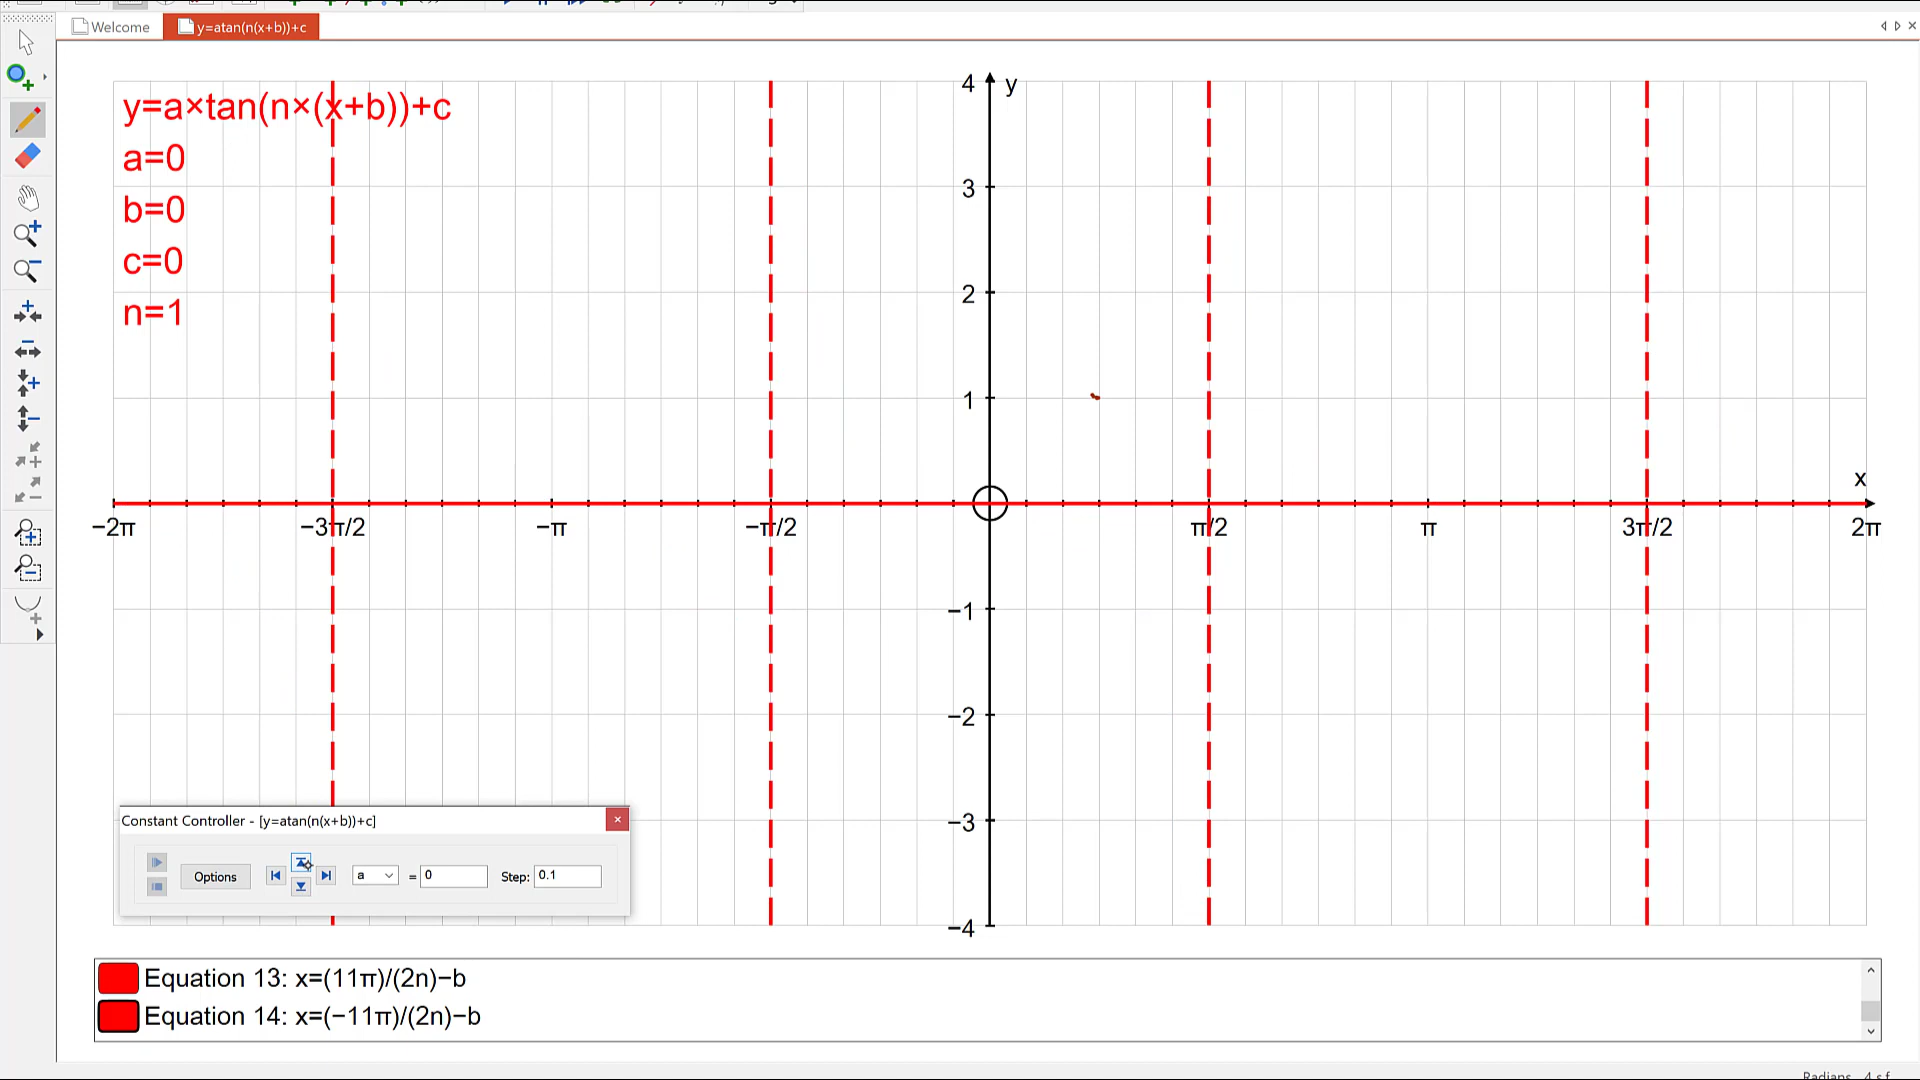 Welcome
y=atan(n(x+b))+c
y=a×tan(n×(x+b))+c
a=0
b=0
c=0
n=1
4
y
3
2
1
x
−2π −3π/2 −π −π/2 π/2 π 3π/2 2π
−1
−2
−3
−4
Constant Controller - [y=atan(n(x+b))+c]
Options a = 0 Step: 0.1
Equation 13: x=(11π)/(2n)−b
Equation 14: x=(−11π)/(2n)−b
Radians 4 s.f.